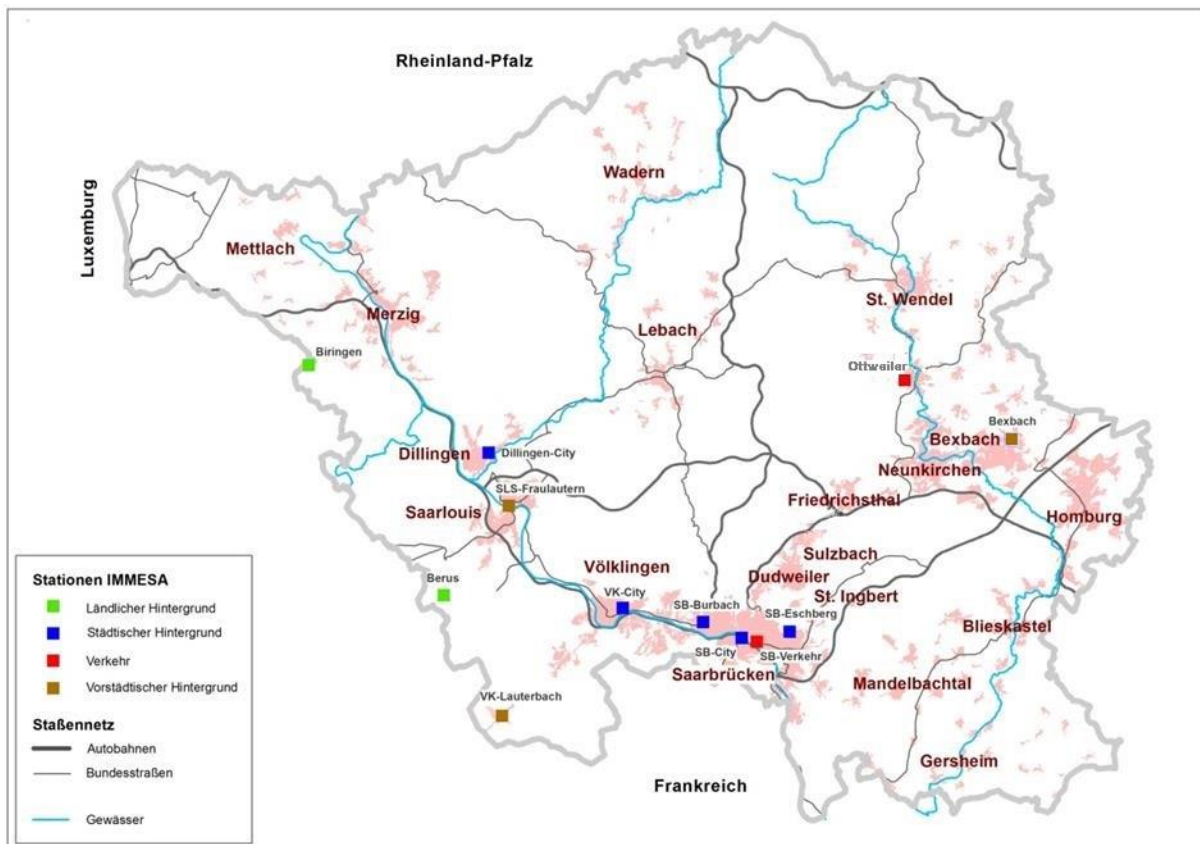 Rheinland-Pfalz
Luxemburg
Wadern
Mettlach
St. Wendel
Merzig
Lebach
Biringen
Ottweiler
Bexbach
Bexbach
Dillingen
Dillingen-City
Neunkirchen
SLS-Fraulautern
Friedrichsthal
Saarlouis
Homburg
Sulzbach
Völklingen
Dudweiler
Berus
VK-City
St. Ingbert
SB-Burbach
SB-Eschberg
Blieskastel
SB-City
SB-Verkehr
Saarbrücken
Mandelbachtal
VK-Lauterbach
Gersheim
Frankreich
Stationen IMMESA
Ländlicher Hintergrund
Städtischer Hintergrund
Verkehr
Vorstädtischer Hintergrund
Staßennetz
Autobahnen
Bundesstraßen
Gewässer